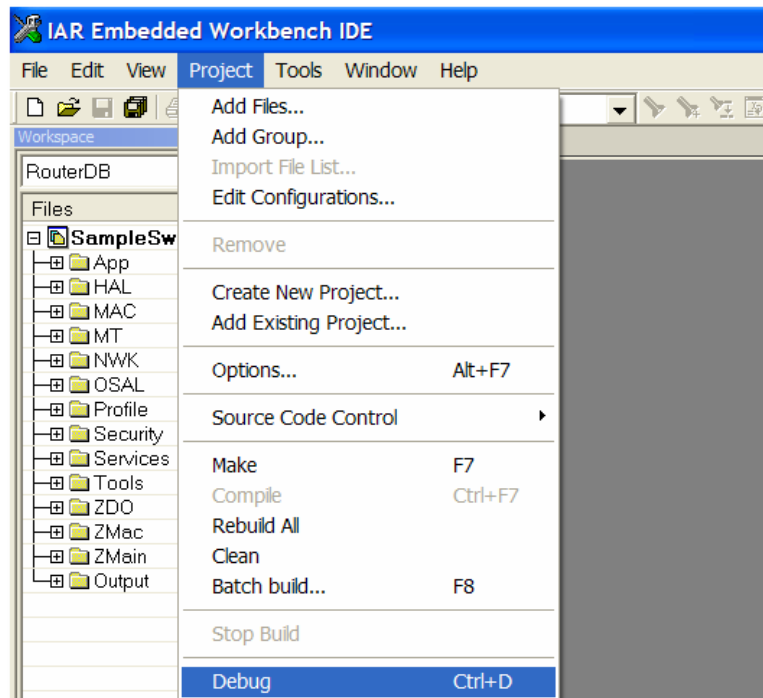 IAR Embedded Workbench IDE
File Edit View Project Tools Window Help
Workspace
RouterDB
Files
SampleSw
App
HAL
MAC
MT
NWK
OSAL
Profile
Security
Services
Tools
ZDO
ZMac
ZMain
Output
Add Files...
Add Group...
Import File List...
Edit Configurations...
Remove
Create New Project...
Add Existing Project...
Options... Alt+F7
Source Code Control
Make F7
Compile Ctrl+F7
Rebuild All
Clean
Batch build... F8
Stop Build
Debug Ctrl+D